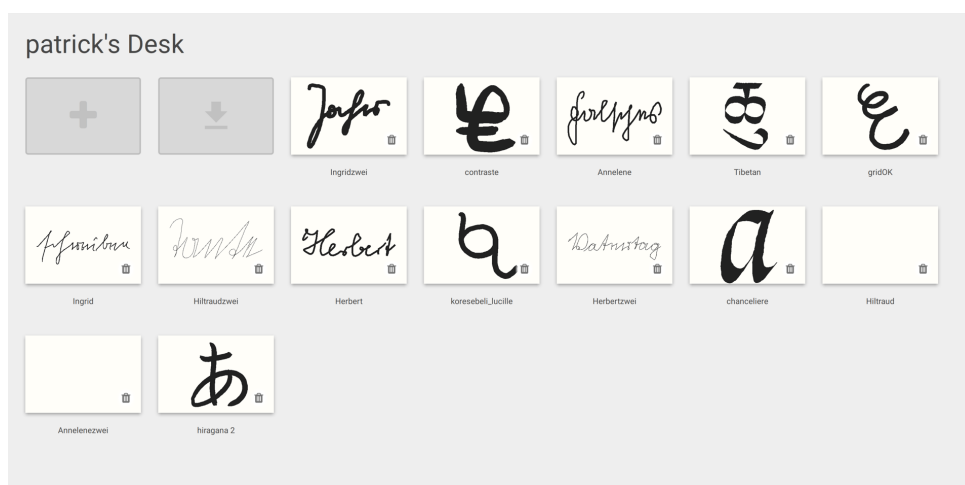 patrick's Desk
Ingridzwei
contraste
Annelene
Tibetan
gridOK
Herbert
a
Ingrid
Hiltraudzwei
Herbert
koresebeli_lucille
Herbertzwei
chanceliere
Hiltraud
あ
Annelenezwei
hiragana 2